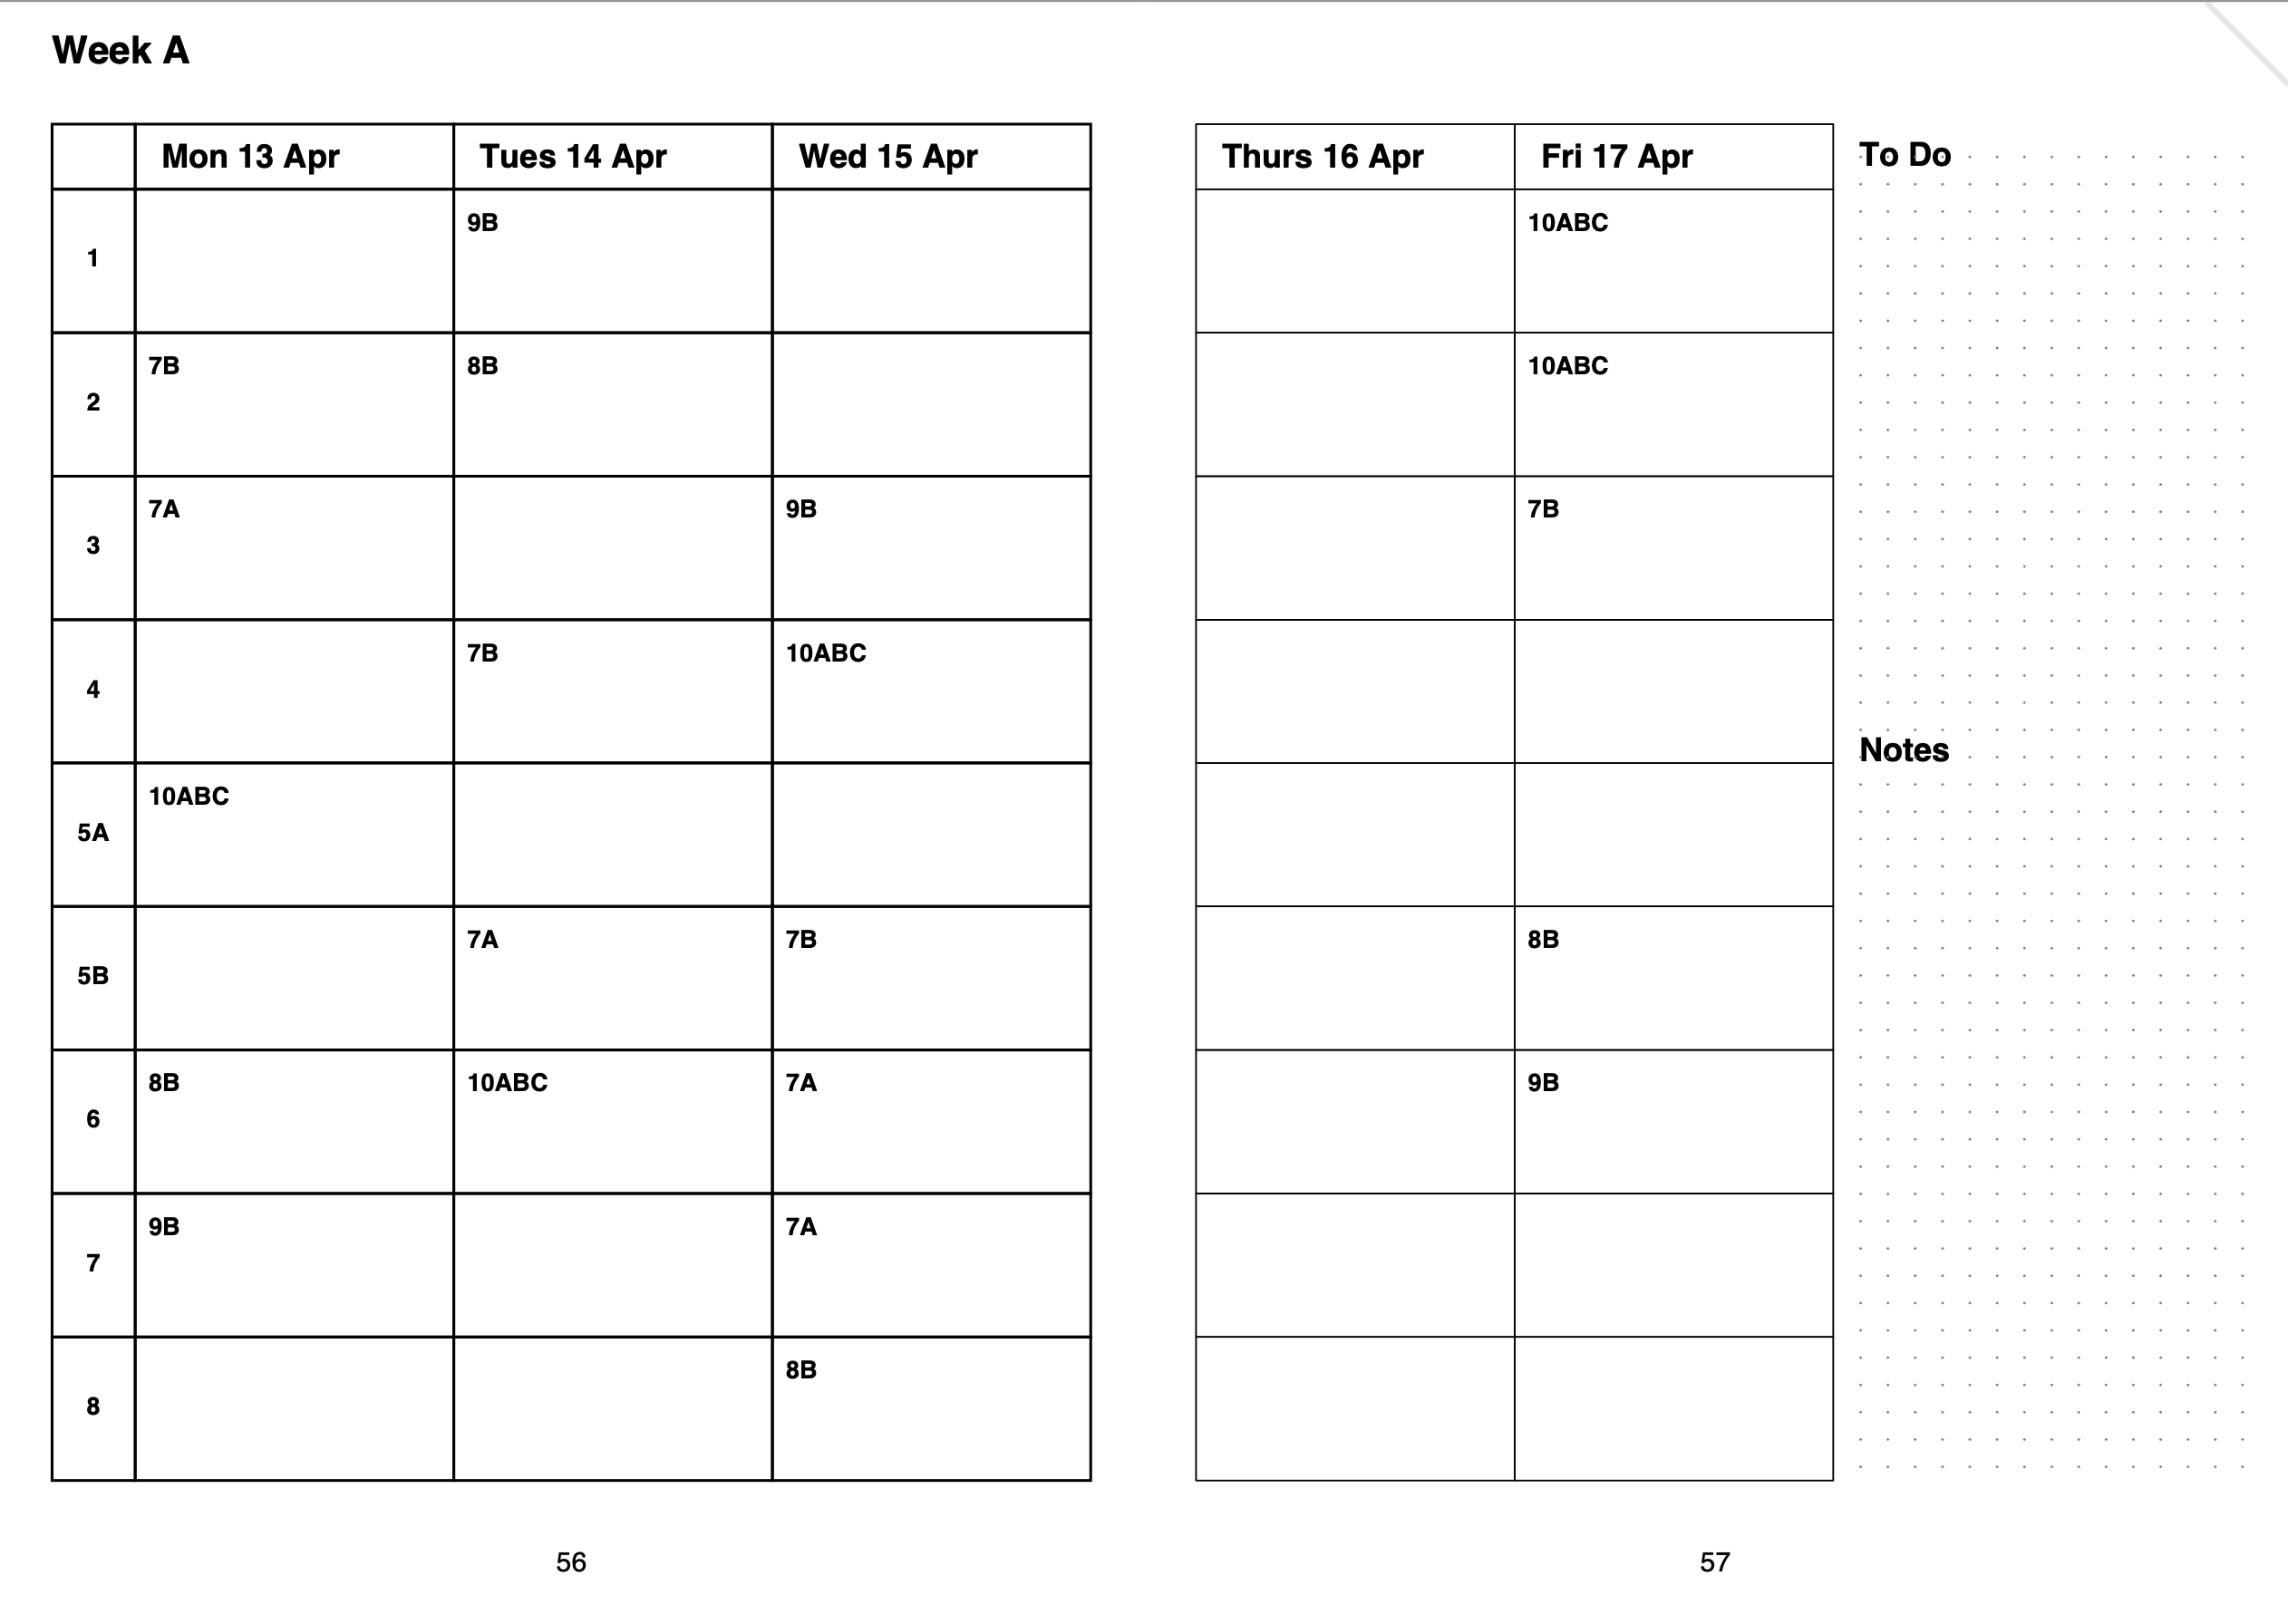 Week A
Mon 13 Apr Tues 14 Apr Wed 15 Apr Thurs 16 Apr Fri 17 Apr To Do
1 9B 10ABC
2 7B 8B 10ABC
3 7A 9B 7B
4 7B 10ABC
Notes
5A 10ABC
5B 7A 7B 8B
6 8B 10ABC 7A 9B
7 9B 7A
8 8B
56 57